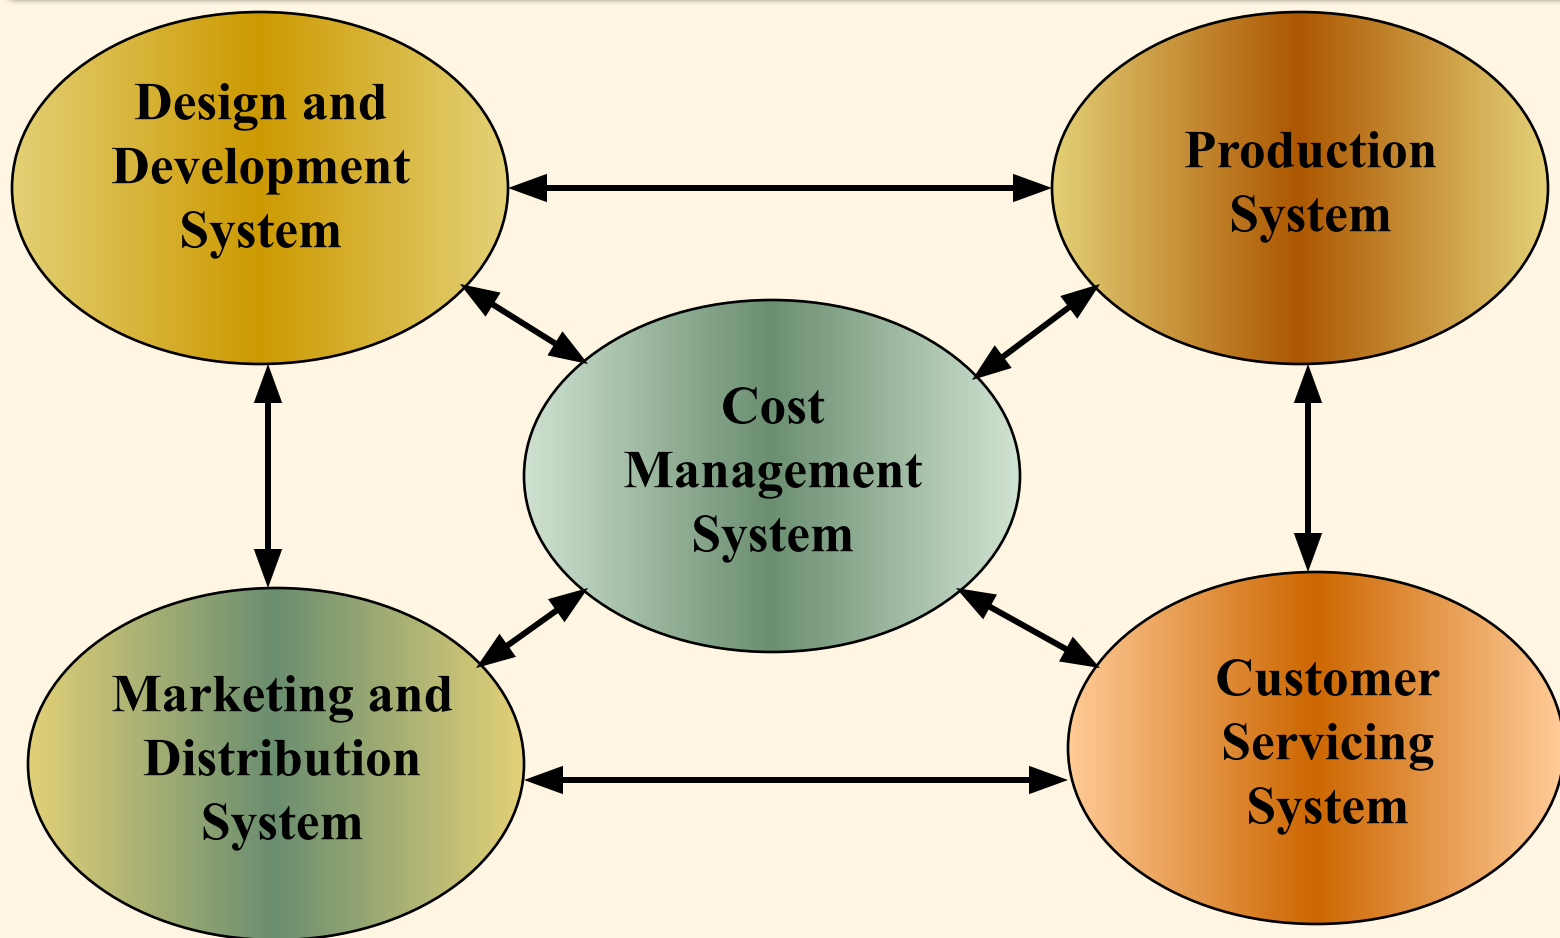 Design and
Development
System
Production
System
Cost
Management
System
Marketing and
Distribution
System
Customer
Servicing
System